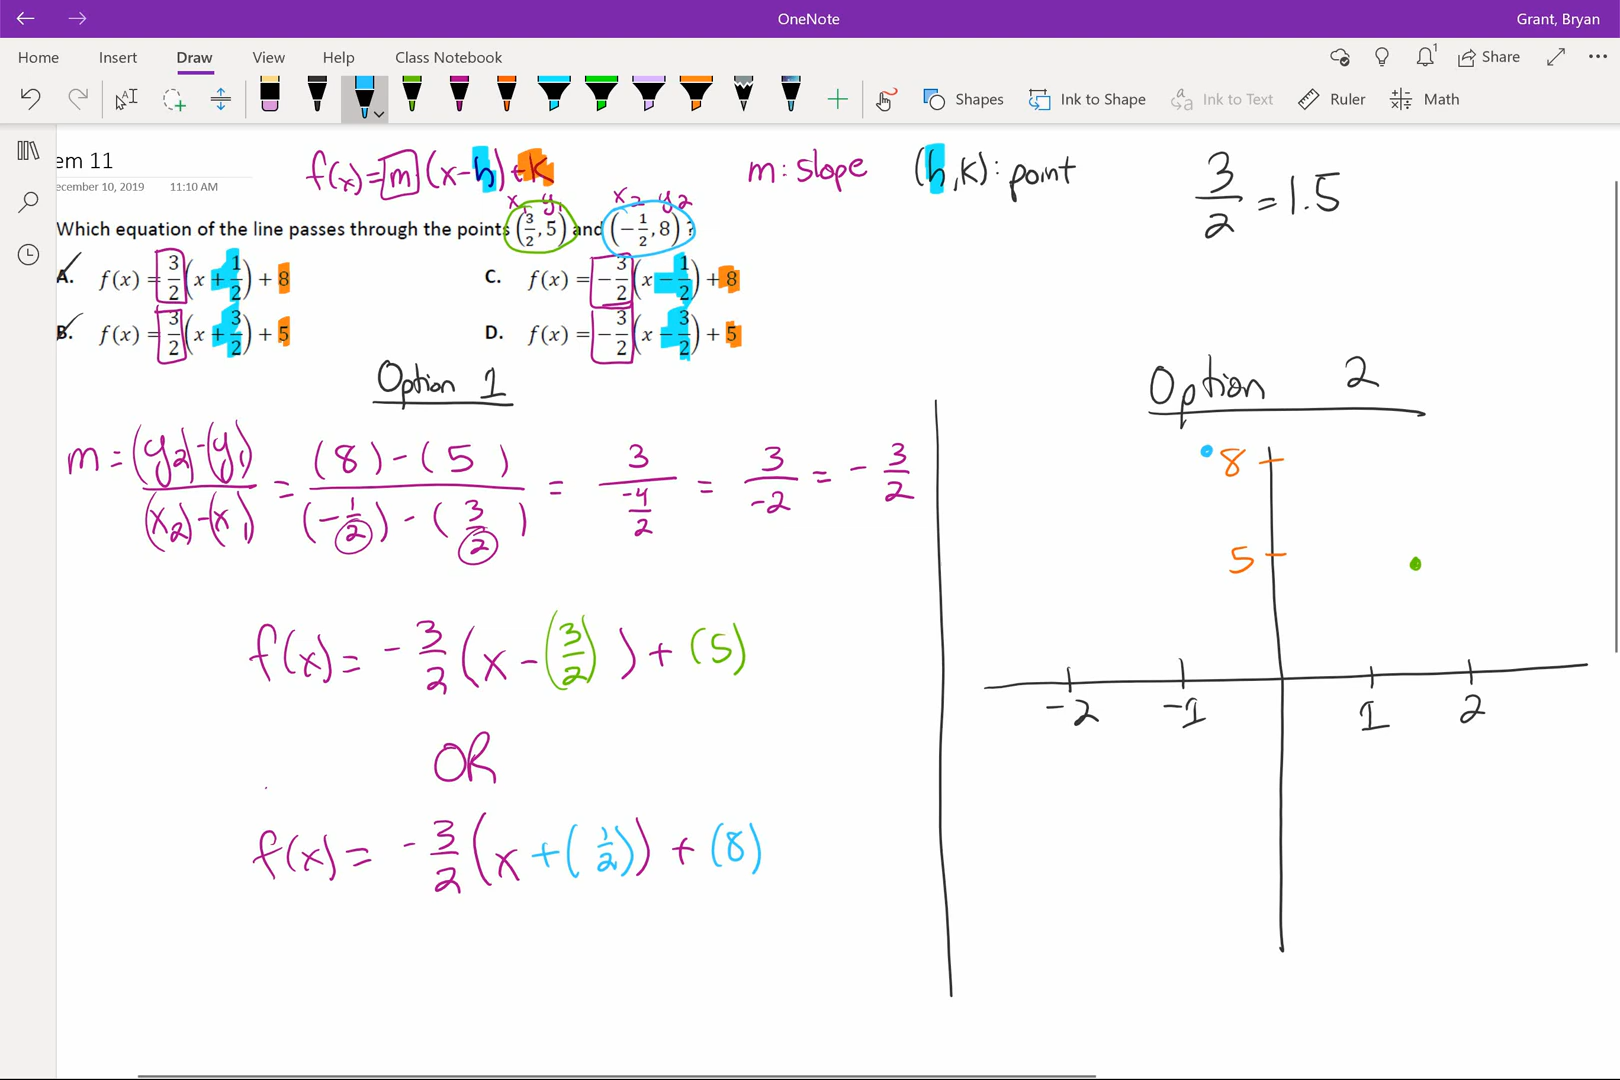 OneNote
Grant, Bryan
Home Insert Draw View Help Class Notebook
1 Share
Shapes Ink to Shape Ink to Text Ruler Math
em 11
ecember 10, 2019 11:10 AM
f(x)=m(x-h)+k
m: slope (h,k): point
3/2 = 1.5
x₁ y₁ x₂ y₂
Which equation of the line passes through the points (3/2, 5) and (−1/2, 8) ?
A. f(x) = 3/2(x + 1/2) + 8
C. f(x) = −3/2(x − 1/2) + 8
B. f(x) = 3/2(x + 3/2) + 5
D. f(x) = −3/2(x − 3/2) + 5
Option 1
m = (y₂)-(y₁)/(x₂)-(x₁) = (8)-(5)/(-1/2)-(3/2) = 3/(-4/2) = 3/-2 = -3/2
f(x) = -3/2(x-(3/2))+(5)
OR
f(x) = -3/2(x+(1/2))+(8)
Option 2
8
5
-2 -1 1 2